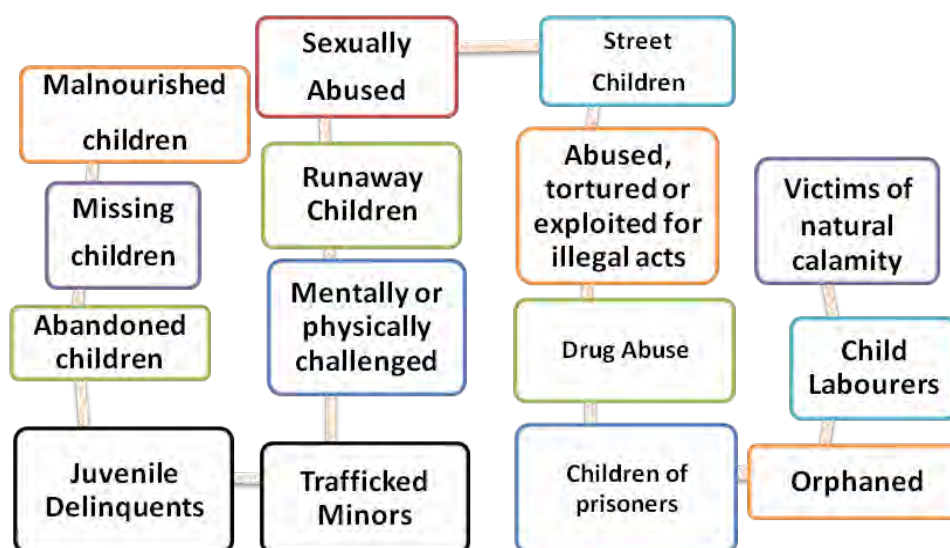 Malnourished
children
Missing
children
Abandoned
children
Juvenile
Delinquents
Trafficked
Minors
Mentally or
physically
challenged
Runaway
Children
Sexually
Abused
Street
Children
Abused,
tortured or
exploited for
illegal acts
Drug Abuse
Children of
prisoners
Orphaned
Child
Labourers
Victims of
natural
calamity